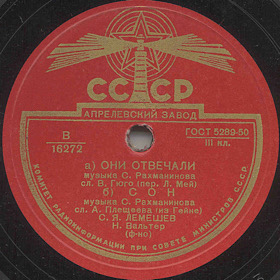 СССР
АПРЕЛЕВСКИЙ ЗАВОД
В
16272
ГОСТ 5289-50
III кл.
а) ОНИ ОТВЕЧАЛИ
музыка С. Рахманинова
сл. В. Гюго (пер. Л. Мей)
б) СОН
музыка С. Рахманинова
сл. А. Плещеева (из Гейне)
С. Я. ЛЕМЕШЕВ
Н. Вальтер
(ф-но)
КОМИТЕТ РАДИОИНФОРМАЦИИ ПРИ СОВЕТЕ МИНИСТРОВ СССР